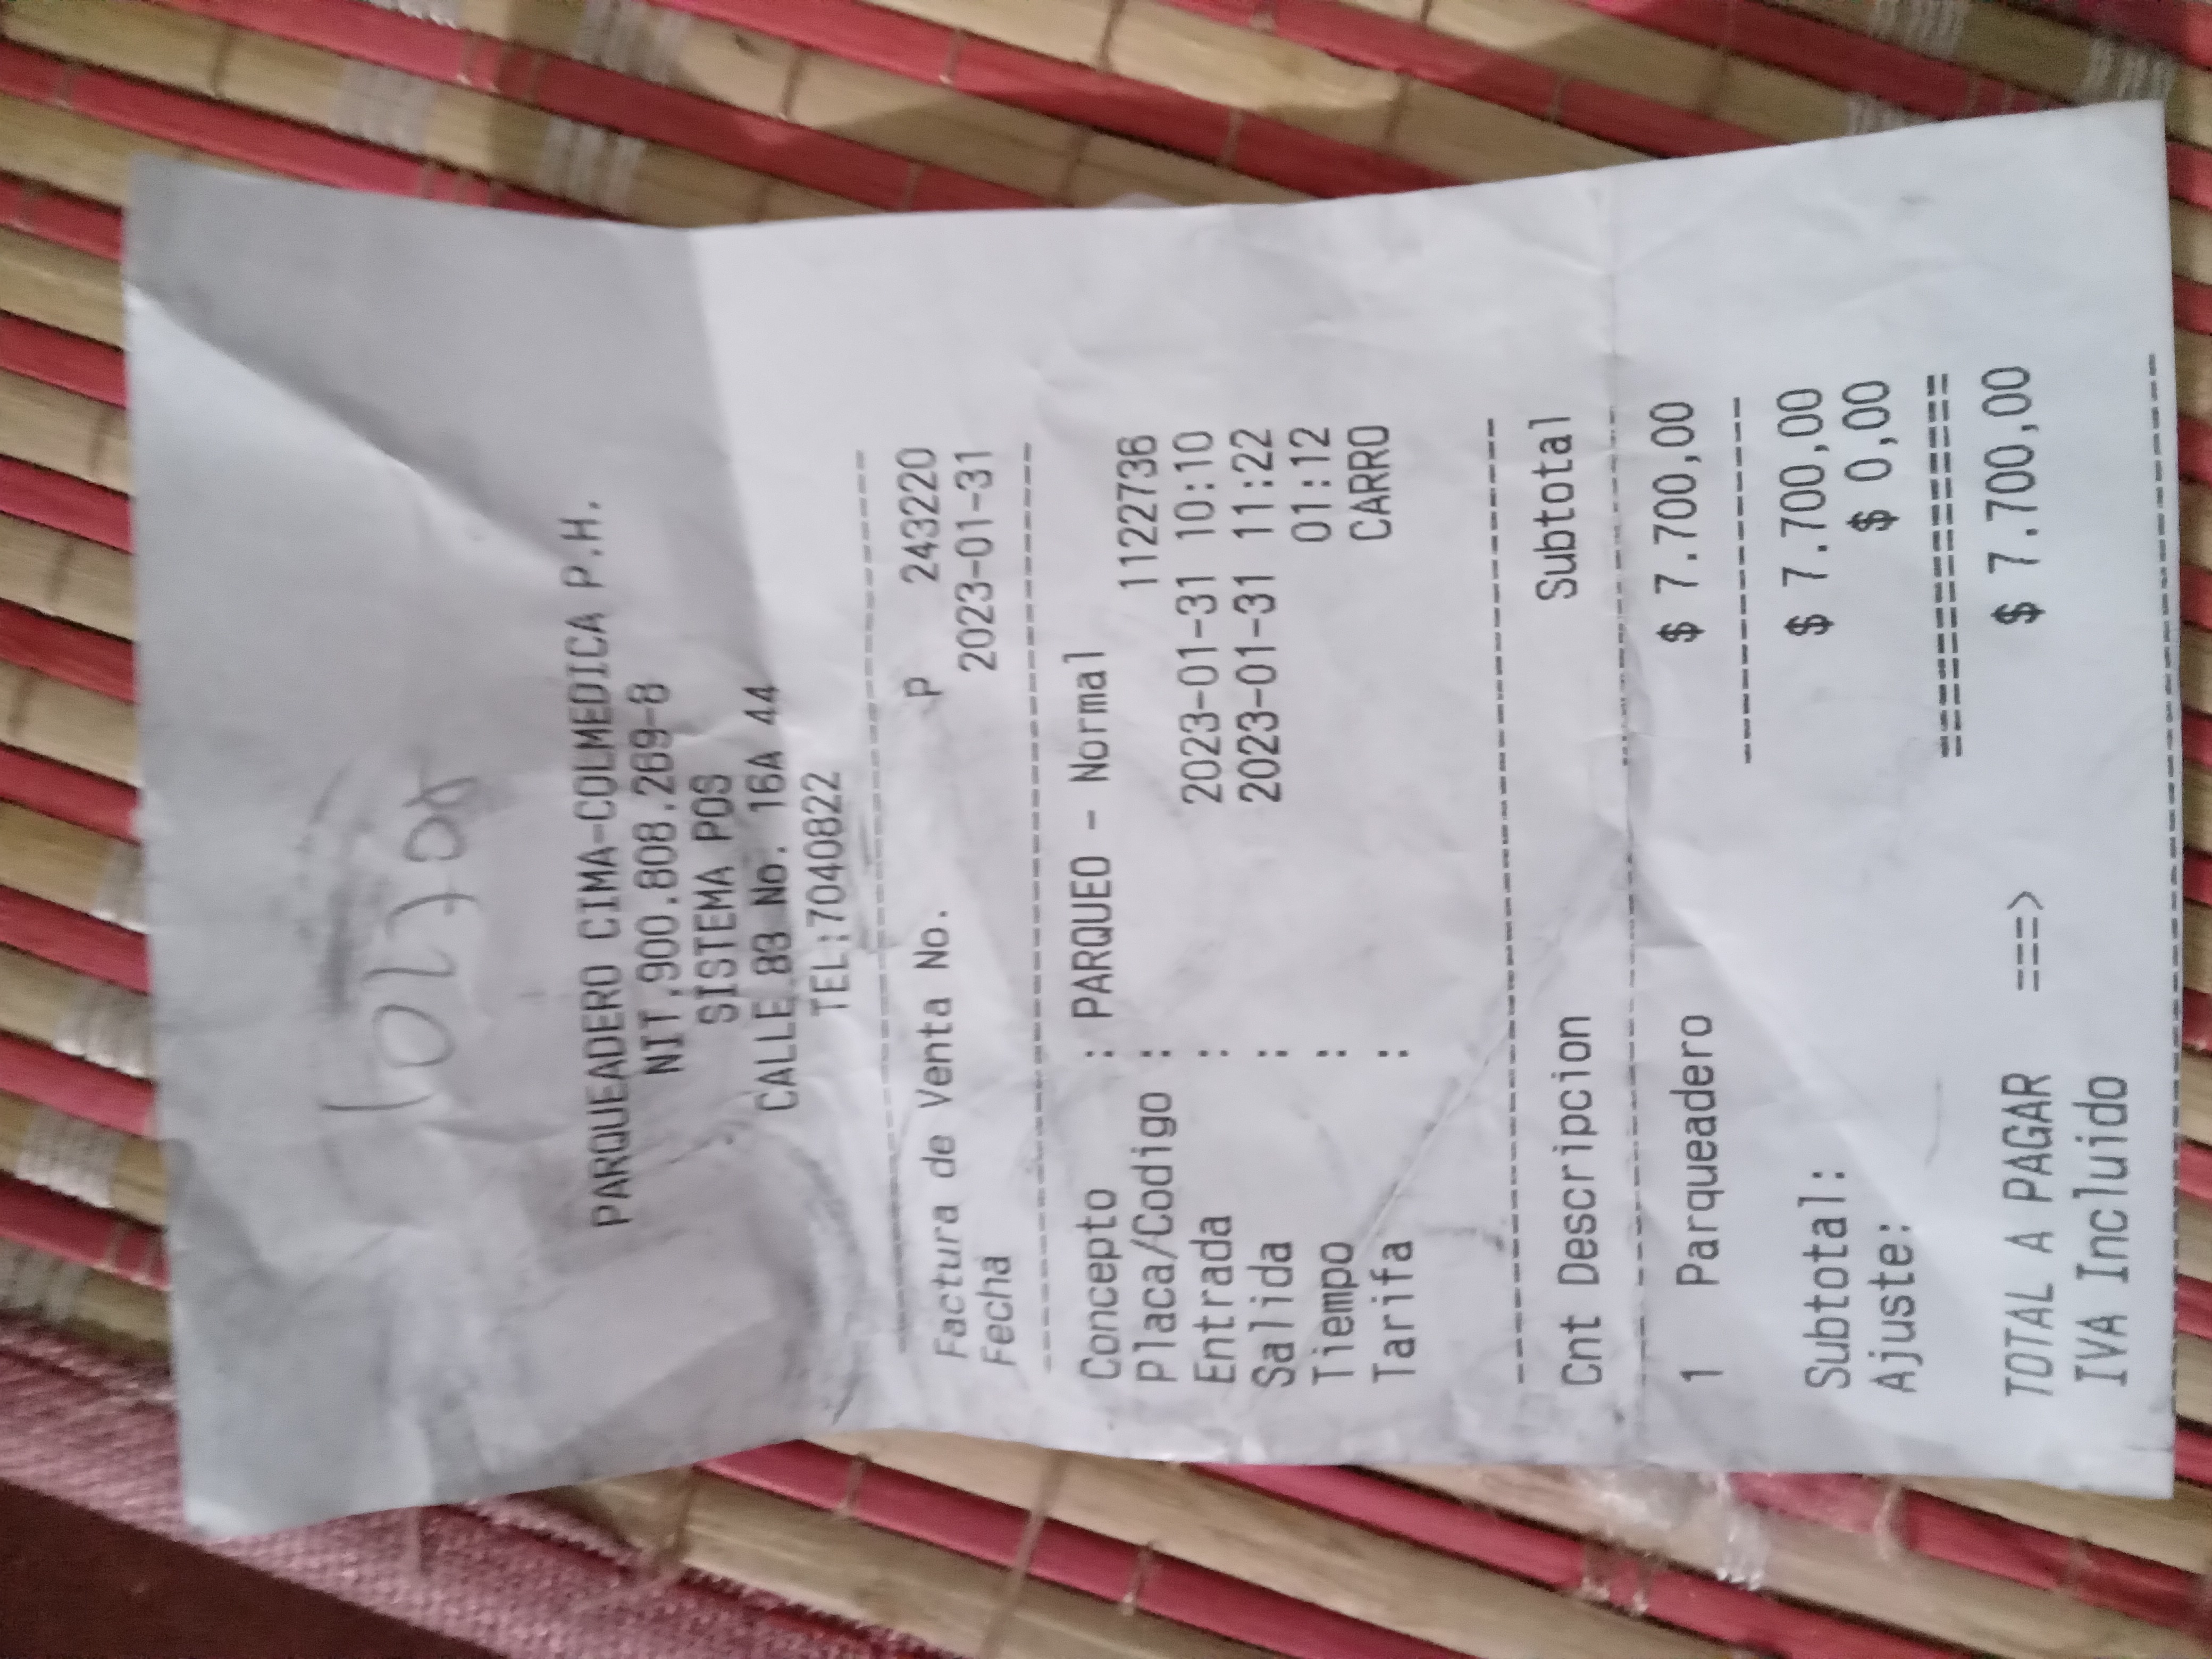 PARQUEADERO CIMA-COLMEDICA P.H.
NIT.900.808.269-8
SISTEMA POS
CALLE 83 No. 16A 44
TEL:7040822
Factura de Venta No. P 243220
Fecha 2023-01-31
Concepto : PARQUEO - Normal
Placa/Codigo : 1122736
Entrada : 2023-01-31 10:10
Salida : 2023-01-31 11:22
Tiempo : 01:12
Tarifa : CARRO
Cnt Descripcion Subtotal
1 Parqueadero $ 7.700,00
Subtotal: $ 7.700,00
Ajuste: $ 0,00
TOTAL A PAGAR ===> $ 7.700,00
IVA Incluido